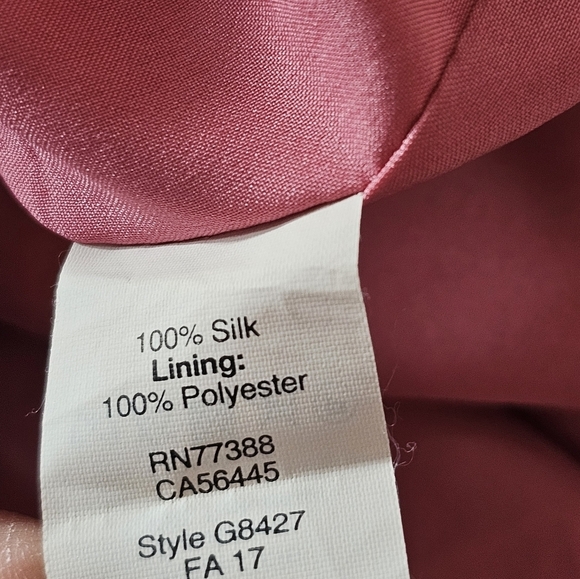 100% Silk
Lining:
100% Polyester
RN77388
CA56445
Style G8427
FA 17